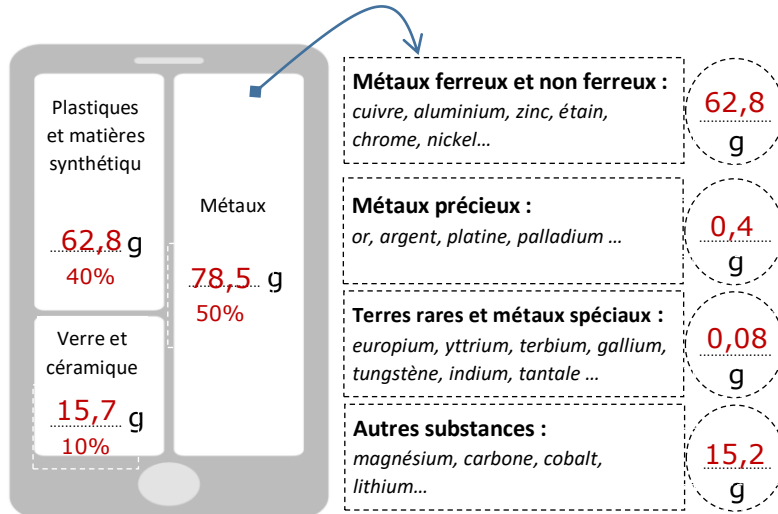 Plastiques
et matières
synthétiqu
62,8 g
40%
Verre et
céramique
15,7 g
10%
Métaux
78,5 g
50%
Métaux ferreux et non ferreux :
cuivre, aluminium, zinc, étain,
chrome, nickel...
62,8
g
Métaux précieux :
or, argent, platine, palladium ...
0,4
g
Terres rares et métaux spéciaux :
europium, yttrium, terbium, gallium,
tungstène, indium, tantale ...
0,08
g
Autres substances :
magnésium, carbone, cobalt,
lithium...
15,2
g